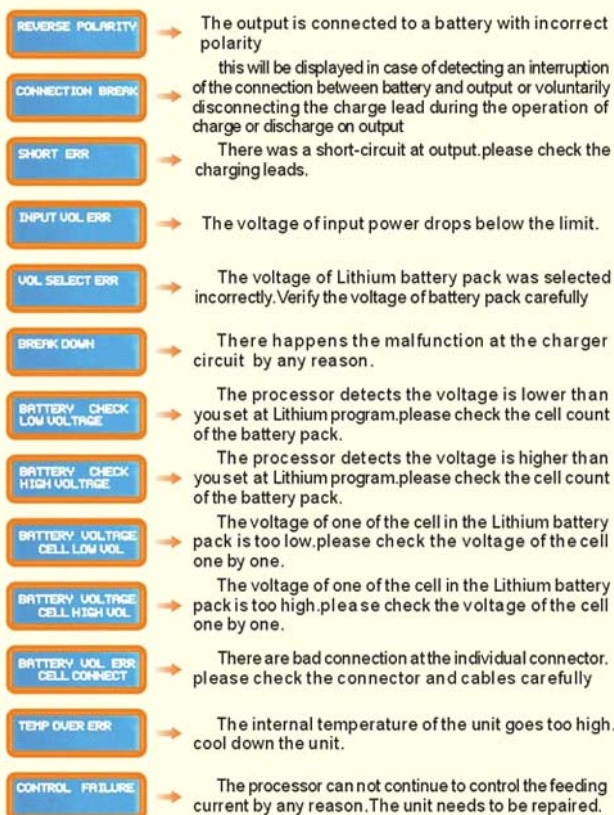 REVERSE POLARITY
The output is connected to a battery with incorrect
polarity
CONNECTION BREAK
this will be displayed in case of detecting an interruption
of the connection between battery and output or voluntarily
disconnecting the charge lead during the operation of
charge or discharge on output
SHORT ERR
There was a short-circuit at output.please check the
charging leads.
INPUT VOL ERR
The voltage of input power drops below the limit.
VOL SELECT ERR
The voltage of Lithium battery pack was selected
incorrectly.Verify the voltage of battery pack carefully
BREAK DOWN
There happens the malfunction at the charger
circuit by any reason.
BATTERY CHECK
LOW VOLTAGE
The processor detects the voltage is lower than
you set at Lithium program.please check the cell count
of the battery pack.
BATTERY CHECK
HIGH VOLTAGE
The processor detects the voltage is higher than
you set at Lithium program.please check the cell count
of the battery pack.
BATTERY VOLTAGE
CELL LOW VOL
The voltage of one of the cell in the Lithium battery
pack is too low.please check the voltage of the cell
one by one.
BATTERY VOLTAGE
CELL HIGH VOL
The voltage of one of the cell in the Lithium battery
pack is too high.please check the voltage of the cell
one by one.
BATTERY VOL ERR
CELL CONNECT
There are bad connection at the individual connector.
please check the connector and cables carefully
TEMP OVER ERR
The internal temperature of the unit goes too high.
cool down the unit.
CONTROL FAILURE
The processor can not continue to control the feeding
current by any reason.The unit needs to be repaired.